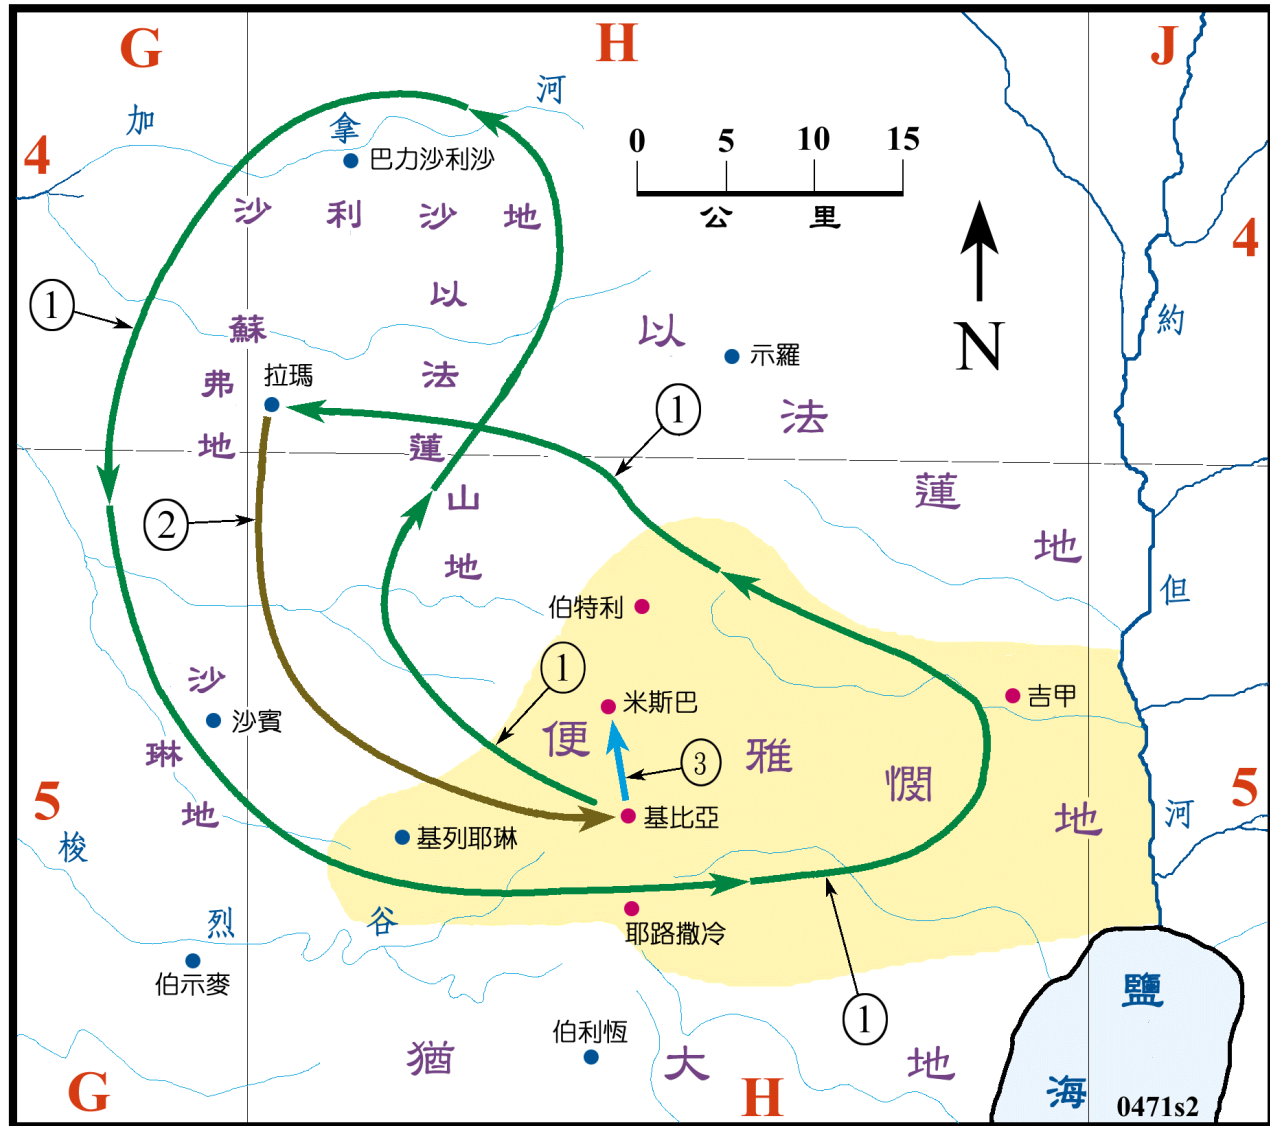 G
H
J
加
拿
河
4
巴力沙利沙
0 5 10 15
公里
沙利沙地
4
以法蓮山地
1
蘇弗地
拉瑪
以法蓮地
示羅
N
約
但
河
1
2
伯特利
1
米斯巴
吉甲
沙琳地
沙賓
便雅憫地
3
基比亞
5
5
基列耶琳
梭
烈
谷
耶路撒冷
伯示麥
1
鹽
海
伯利恆
猶大地
G
H
0471s2